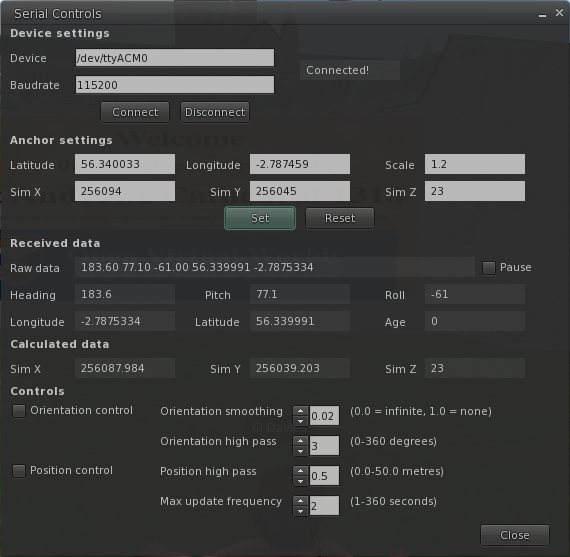 Serial Controls
Device settings
Device /dev/ttyACM0 Connected!
Baudrate 115200
Connect Disconnect
Anchor settings
Latitude 56.340033 Longitude -2.787459 Scale 1.2
Sim X 256094 Sim Y 256045 Sim Z 23
Set Reset
Received data
Raw data 183.60 77.10 -61.00 56.339991 -2.7875334 Pause
Heading 183.6 Pitch 77.1 Roll -61
Longitude -2.7875334 Latitude 56.339991 Age 0
Calculated data
Sim X 256087.984 Sim Y 256039.203 Sim Z 23
Controls
Orientation control Orientation smoothing 0.02 (0.0 = infinite, 1.0 = none)
Orientation high pass 3 (0-360 degrees)
Position control Position high pass 0.5 (0.0-50.0 metres)
Max update frequency 2 (1-360 seconds)
Close